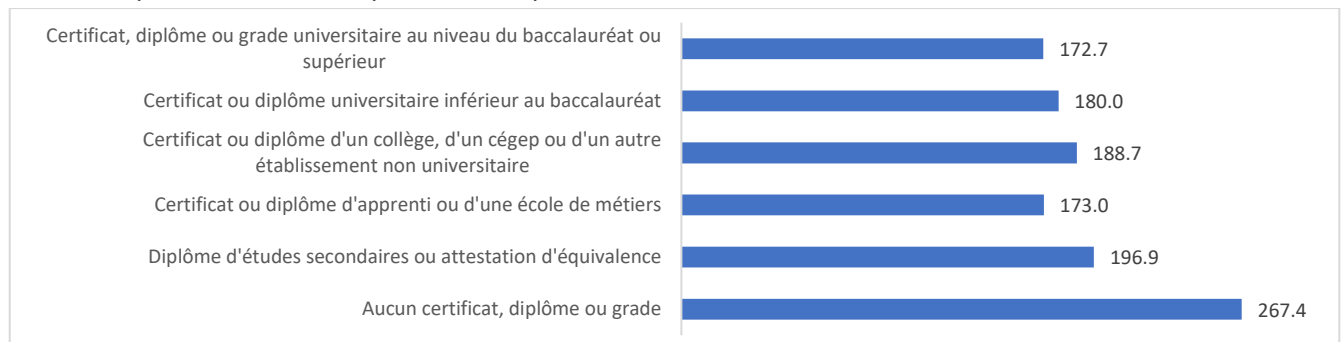 Certificat, diplôme ou grade universitaire au niveau du baccalauréat ou
supérieur
172.7
Certificat ou diplôme universitaire inférieur au baccalauréat
180.0
Certificat ou diplôme d'un collège, d'un cégep ou d'un autre
établissement non universitaire
188.7
Certificat ou diplôme d'apprenti ou d'une école de métiers
173.0
Diplôme d'études secondaires ou attestation d'équivalence
196.9
Aucun certificat, diplôme ou grade
267.4